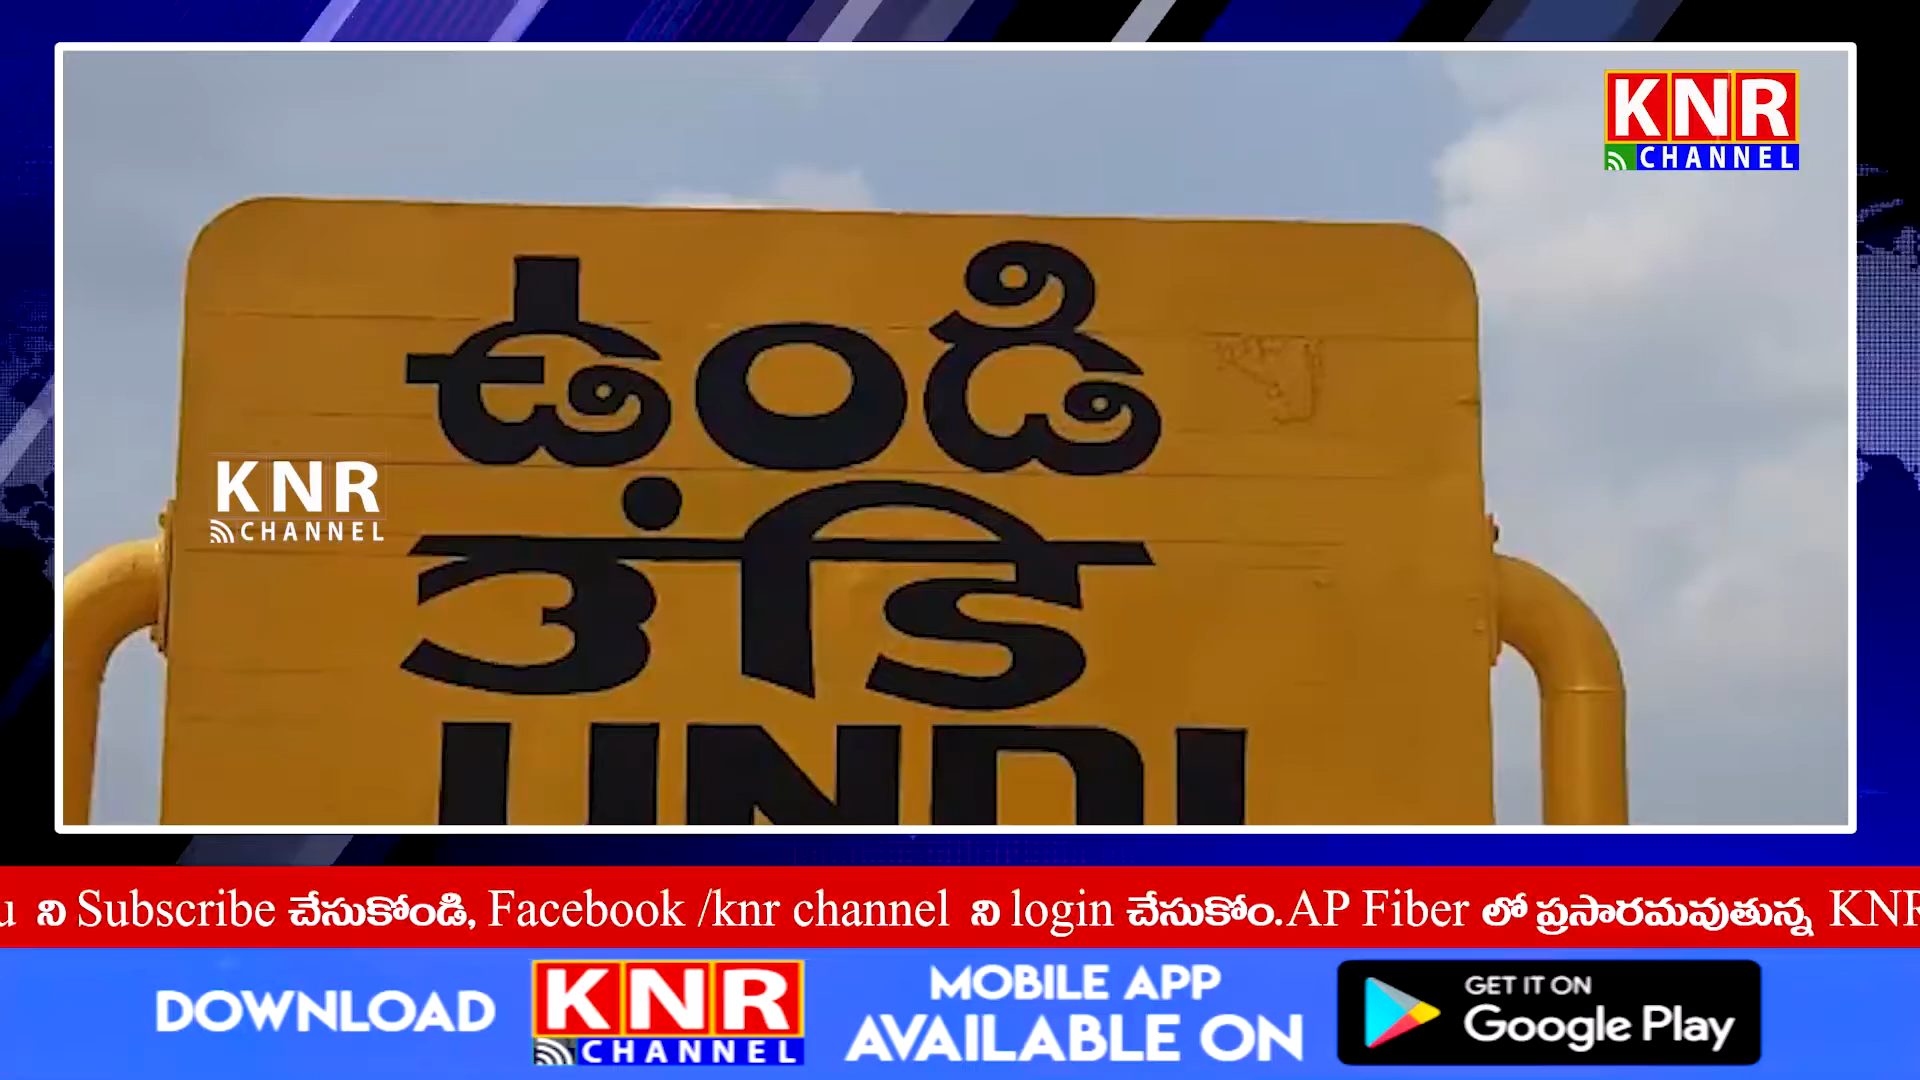 KNR
CHANNEL
ఉండి
KNR
CHANNEL
उंडि
UNDI
ని Subscribe చేసుకోండి, Facebook /knr channel ని login చేసుకోం.AP Fiber లో ప్రసారమవుతున్న KNR
DOWNLOAD
KNR
CHANNEL
MOBILE APP
AVAILABLE ON
GET IT ON
Google Play